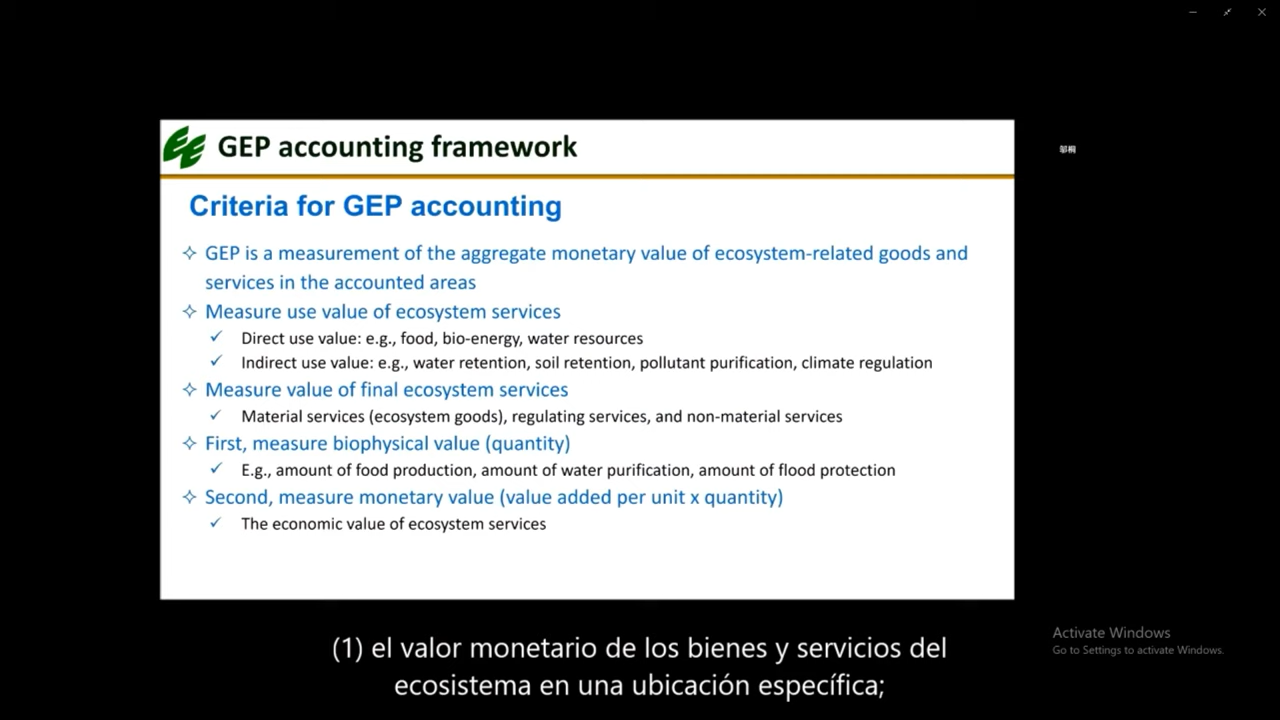 GEP accounting framework
Criteria for GEP accounting
GEP is a measurement of the aggregate monetary value of ecosystem-related goods and
services in the accounted areas
Measure use value of ecosystem services
Direct use value: e.g., food, bio-energy, water resources
Indirect use value: e.g., water retention, soil retention, pollutant purification, climate regulation
Measure value of final ecosystem services
Material services (ecosystem goods), regulating services, and non-material services
First, measure biophysical value (quantity)
E.g., amount of food production, amount of water purification, amount of flood protection
Second, measure monetary value (value added per unit x quantity)
The economic value of ecosystem services
Activate Windows
Go to Settings to activate Windows.
(1) el valor monetario de los bienes y servicios del
ecosistema en una ubicación específica;